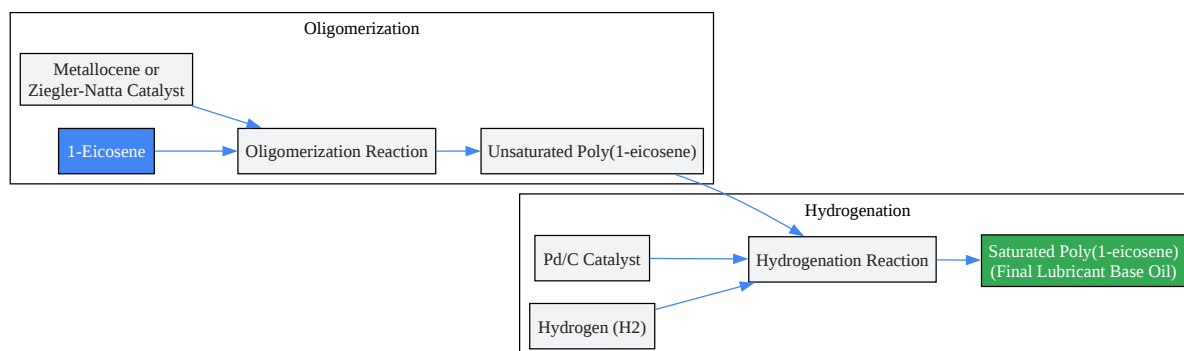 Oligomerization
Metallocene or
Ziegler-Natta Catalyst
1-Eicosene
Oligomerization Reaction
Unsaturated Poly(1-eicosene)
Hydrogenation
Pd/C Catalyst
Hydrogen (H2)
Hydrogenation Reaction
Saturated Poly(1-eicosene)
(Final Lubricant Base Oil)